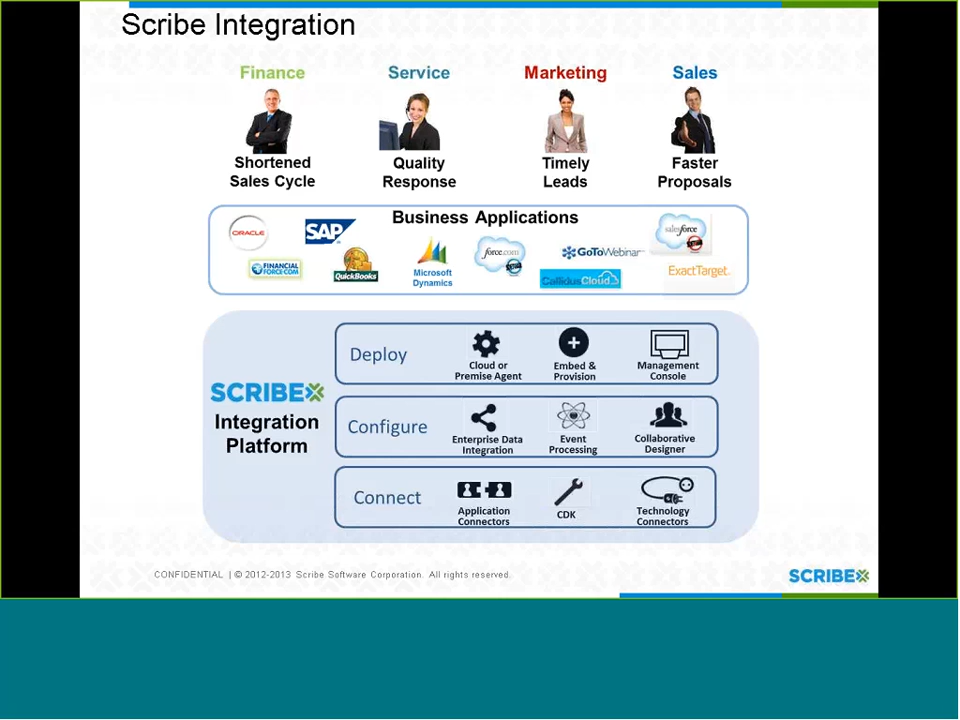 Scribe Integration
Finance Service Marketing Sales
Shortened Quality Timely Faster
Sales Cycle Response Leads Proposals
Business Applications
ORACLE SAP salesforce
force.com GoToWebinar
FINANCIAL QuickBooks Microsoft CallidusCloud ExactTarget.
FORCE.COM Dynamics
Deploy
Cloud or Embed & Management
Premise Agent Provision Console
SCRIBE
Integration
Platform
Configure
Enterprise Data Event Collaborative
Integration Processing Designer
Connect
Application CDK Technology
Connectors Connectors
CONFIDENTIAL | © 2012-2013 Scribe Software Corporation. All rights reserved.
SCRIBE